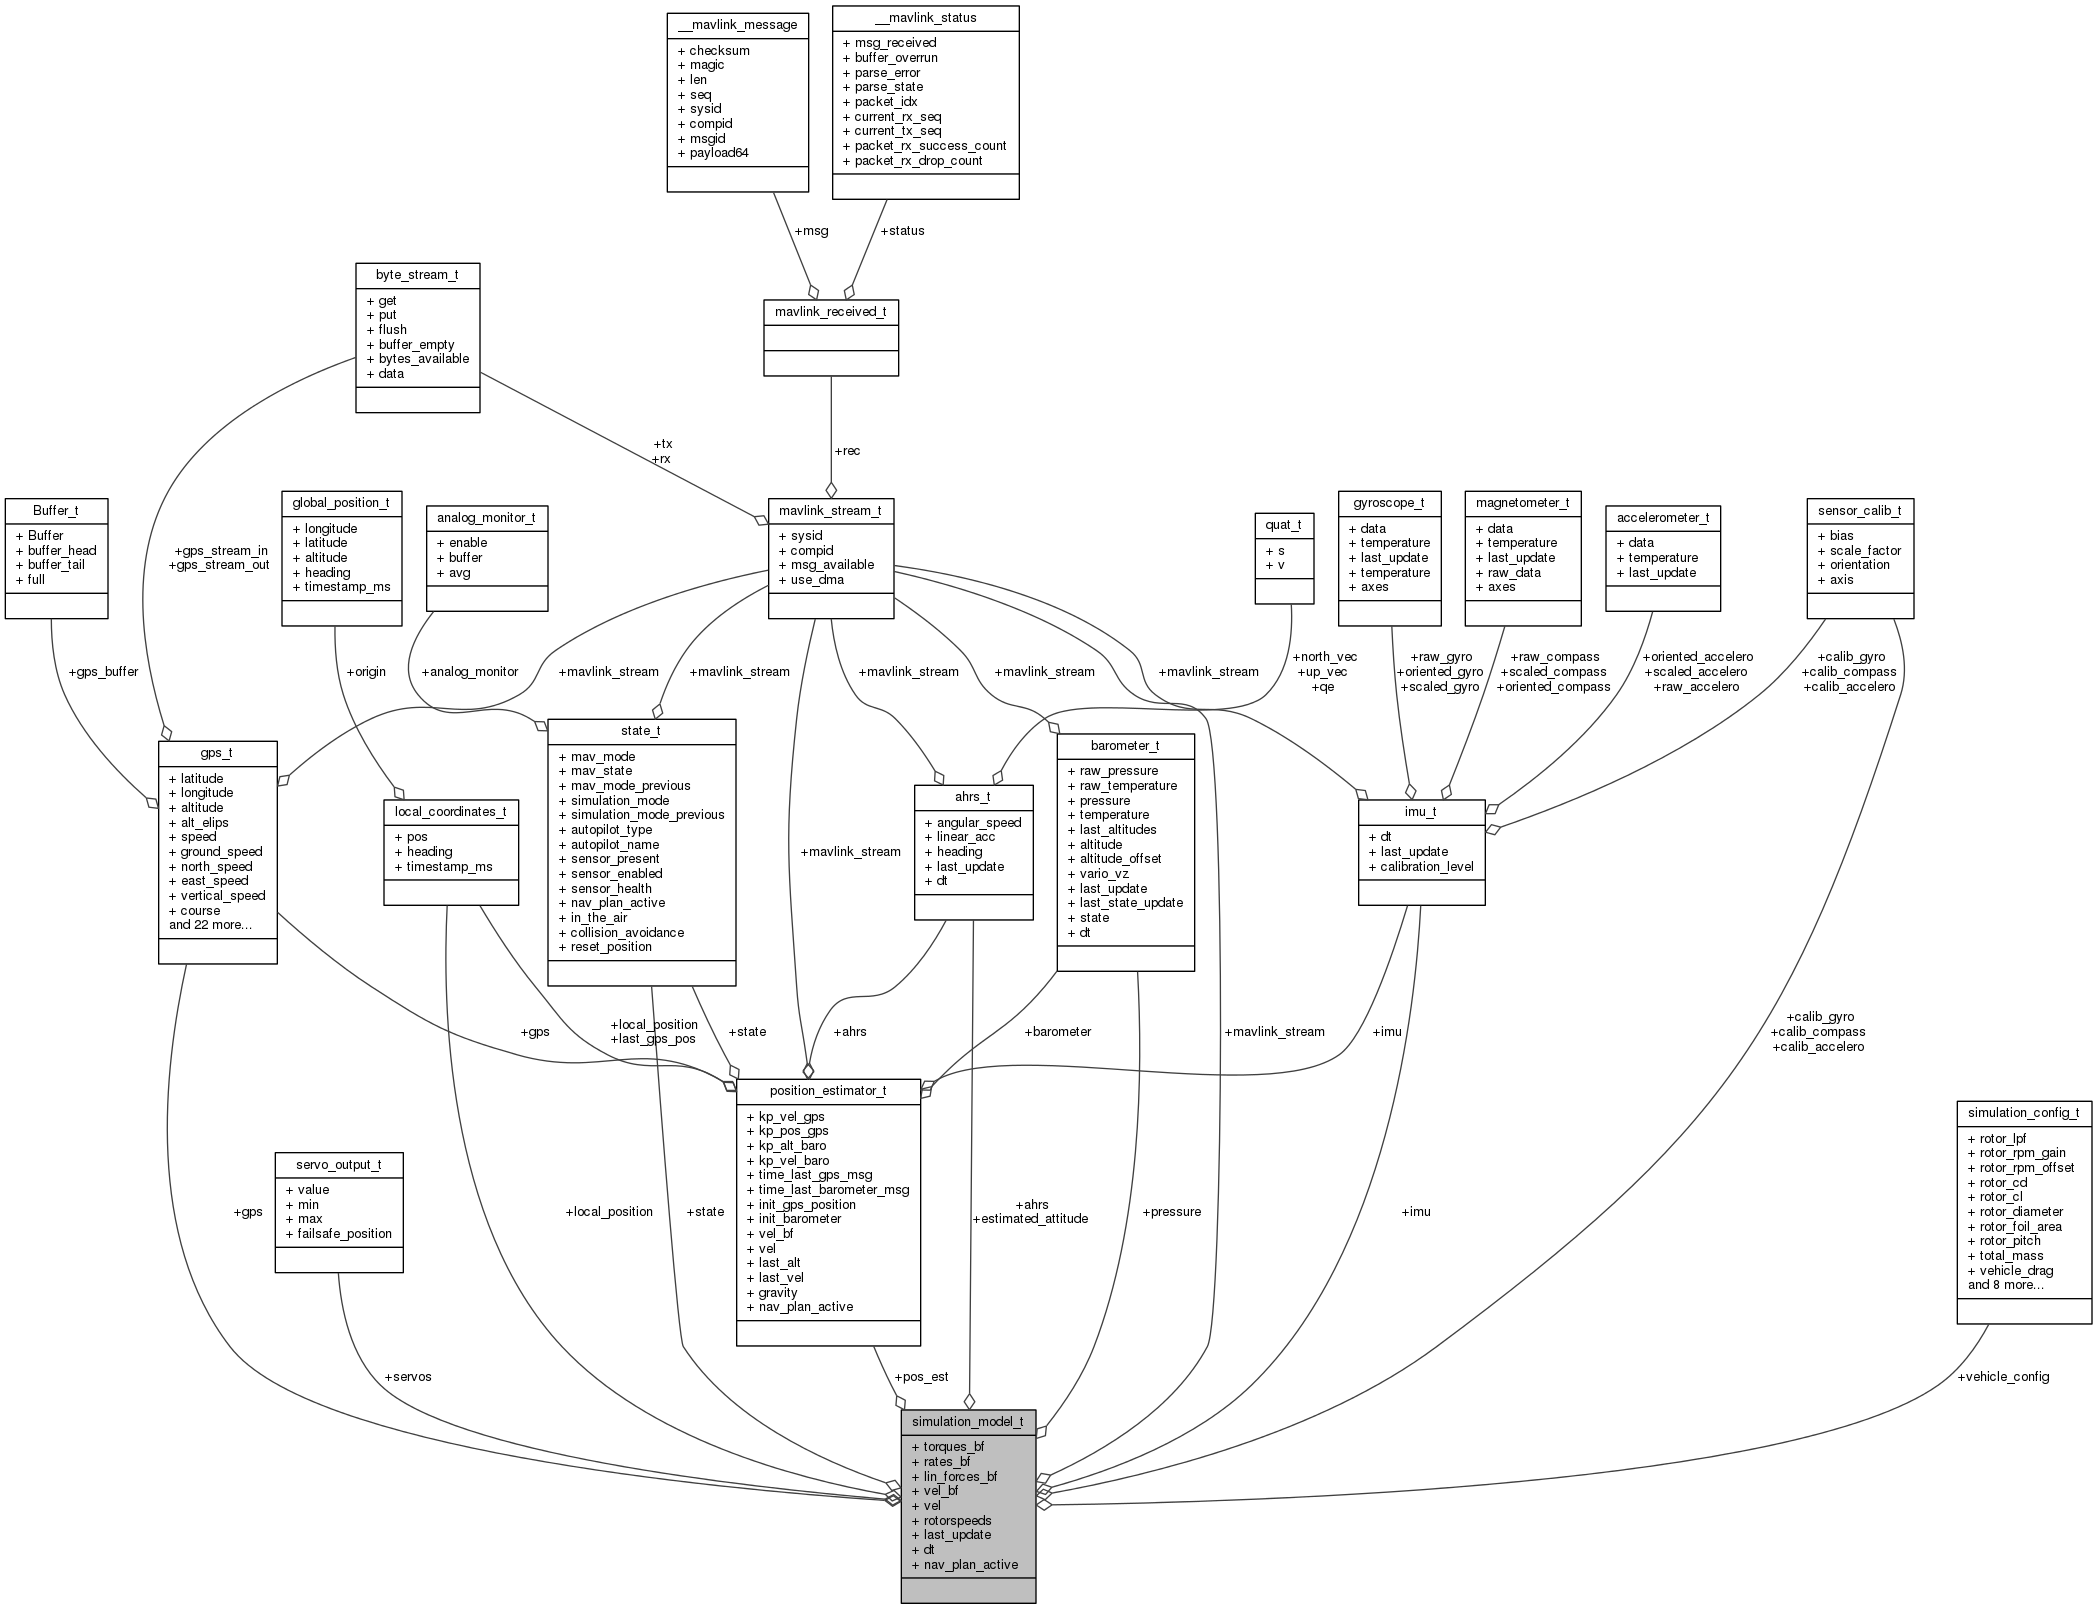 __mavlink_message
+ checksum
+ magic
+ len
+ seq
+ sysid
+ compid
+ msgid
+ payload64
__mavlink_status
+ msg_received
+ buffer_overrun
+ parse_error
+ parse_state
+ packet_idx
+ current_rx_seq
+ current_tx_seq
+ packet_rx_success_count
+ packet_rx_drop_count
+msg
+status
byte_stream_t
+ get
+ put
+ flush
+ buffer_empty
+ bytes_available
+ data
mavlink_received_t
+tx
+rx
+rec
Buffer_t
+ Buffer
+ buffer_head
+ buffer_tail
+ full
+gps_stream_in
+gps_stream_out
global_position_t
+ longitude
+ latitude
+ altitude
+ heading
+ timestamp_ms
analog_monitor_t
+ enable
+ buffer
+ avg
mavlink_stream_t
+ sysid
+ compid
+ msg_available
+ use_dma
quat_t
+ s
+ v
gyroscope_t
+ data
+ temperature
+ last_update
+ temperature
+ axes
magnetometer_t
+ data
+ temperature
+ last_update
+ raw_data
+ axes
accelerometer_t
+ data
+ temperature
+ last_update
sensor_calib_t
+ bias
+ scale_factor
+ orientation
+ axis
+gps_buffer
+origin
+analog_monitor
+mavlink_stream
+mavlink_stream
+mavlink_stream
+mavlink_stream
+mavlink_stream
+north_vec
+up_vec
+qe
+raw_gyro
+oriented_gyro
+scaled_gyro
+raw_compass
+scaled_compass
+oriented_compass
+oriented_accelero
+scaled_accelero
+raw_accelero
+calib_gyro
+calib_compass
+calib_accelero
gps_t
+ latitude
+ longitude
+ altitude
+ alt_elips
+ speed
+ ground_speed
+ north_speed
+ east_speed
+ vertical_speed
+ course
and 22 more...
local_coordinates_t
+ pos
+ heading
+ timestamp_ms
state_t
+ mav_mode
+ mav_state
+ mav_mode_previous
+ simulation_mode
+ simulation_mode_previous
+ autopilot_type
+ autopilot_name
+ sensor_present
+ sensor_enabled
+ sensor_health
+ nav_plan_active
+ in_the_air
+ collision_avoidance
+ reset_position
+mavlink_stream
ahrs_t
+ angular_speed
+ linear_acc
+ heading
+ last_update
+ dt
barometer_t
+ raw_pressure
+ raw_temperature
+ pressure
+ temperature
+ last_altitudes
+ altitude
+ altitude_offset
+ vario_vz
+ last_update
+ last_state_update
+ state
+ dt
imu_t
+ dt
+ last_update
+ calibration_level
+gps
+local_position
+last_gps_pos
+state
+ahrs
+barometer
+mavlink_stream
+imu
+calib_gyro
+calib_compass
+calib_accelero
position_estimator_t
+ kp_vel_gps
+ kp_pos_gps
+ kp_alt_baro
+ kp_vel_baro
+ time_last_gps_msg
+ time_last_barometer_msg
+ init_gps_position
+ init_barometer
+ vel_bf
+ vel
+ last_alt
+ last_vel
+ gravity
+ nav_plan_active
simulation_config_t
+ rotor_lpf
+ rotor_rpm_gain
+ rotor_rpm_offset
+ rotor_cd
+ rotor_cl
+ rotor_diameter
+ rotor_foil_area
+ rotor_pitch
+ total_mass
+ vehicle_drag
and 8 more...
servo_output_t
+ value
+ min
+ max
+ failsafe_position
+gps
+local_position
+state
+ahrs
+estimated_attitude
+pressure
+imu
+servos
+pos_est
+vehicle_config
simulation_model_t
+ torques_bf
+ rates_bf
+ lin_forces_bf
+ vel_bf
+ vel
+ rotorspeeds
+ last_update
+ dt
+ nav_plan_active